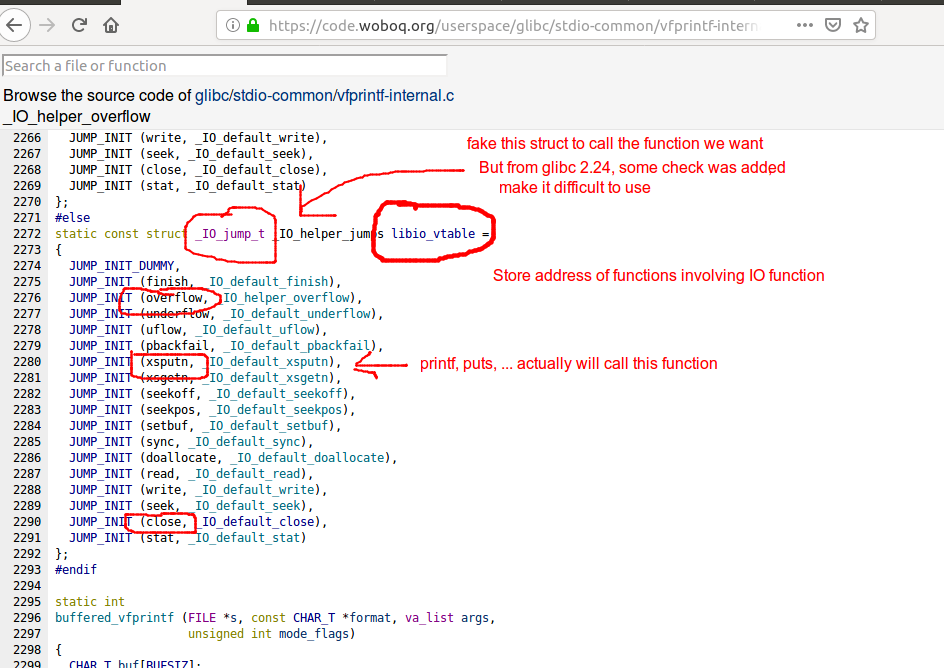 https://code.woboq.org/userspace/glibc/stdio-common/vfprintf-intern
Search a file or function
Browse the source code of glibc/stdio-common/vfprintf-internal.c
_IO_helper_overflow
2266 JUMP_INIT (write, _IO_default_write),
fake this struct to call the function we want
2267 JUMP_INIT (seek, _IO_default_seek),
2268 JUMP_INIT (close, _IO_default_close),
But from glibc 2.24, some check was added
2269 JUMP_INIT (stat, _IO_default_stat)
make it difficult to use
2270 };
2271 #else
2272 static const struct _IO_jump_t _IO_helper_jumps libio_vtable =
2273 {
2274 JUMP_INIT_DUMMY,
Store address of functions involving IO function
2275 JUMP_INIT (finish, _IO_default_finish),
2276 JUMP_INIT (overflow, _IO_helper_overflow),
2277 JUMP_INIT (underflow, _IO_default_underflow),
2278 JUMP_INIT (uflow, _IO_default_uflow),
2279 JUMP_INIT (pbackfail, _IO_default_pbackfail),
2280 JUMP_INIT (xsputn, _IO_default_xsputn),
printf, puts, ... actually will call this function
2281 JUMP_INIT (xsgetn, _IO_default_xsgetn),
2282 JUMP_INIT (seekoff, _IO_default_seekoff),
2283 JUMP_INIT (seekpos, _IO_default_seekpos),
2284 JUMP_INIT (setbuf, _IO_default_setbuf),
2285 JUMP_INIT (sync, _IO_default_sync),
2286 JUMP_INIT (doallocate, _IO_default_doallocate),
2287 JUMP_INIT (read, _IO_default_read),
2288 JUMP_INIT (write, _IO_default_write),
2289 JUMP_INIT (seek, _IO_default_seek),
2290 JUMP_INIT (close, _IO_default_close),
2291 JUMP_INIT (stat, _IO_default_stat)
2292 };
2293 #endif
2294
2295 static int
2296 buffered_vfprintf (FILE *s, const CHAR_T *format, va_list args,
2297 unsigned int mode_flags)
2298 {
2299 CHAR_T buf[BUFSIZ];